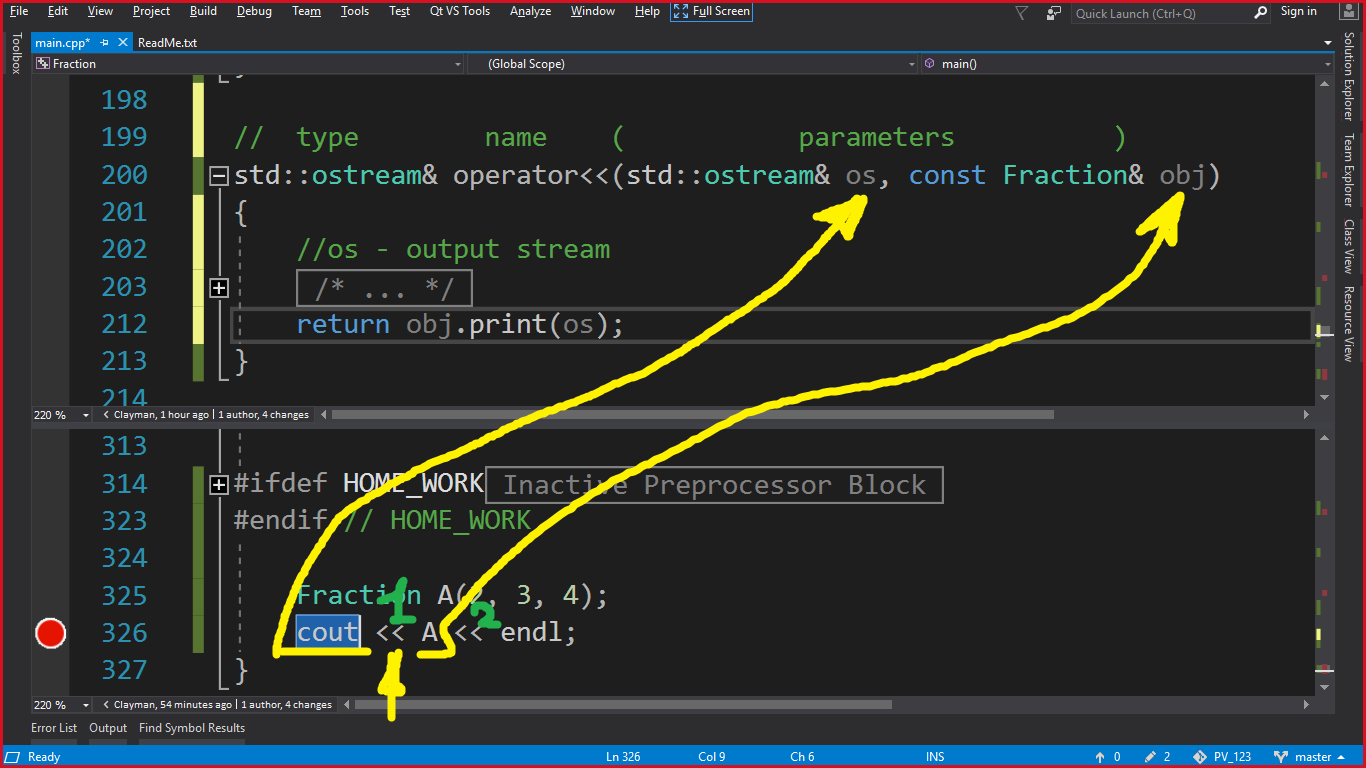 File Edit View Project Build Debug Team Tools Test Qt VS Tools Analyze Window Help Full Screen Quick Launch (Ctrl+Q) Sign in
main.cpp* ReadMe.txt
Toolbox
Fraction (Global Scope) main()
198
199 // type name ( parameters )
200 std::ostream& operator<<(std::ostream& os, const Fraction& obj)
201 {
202 //os - output stream
203 /* ... */
212 return obj.print(os);
213 }
214
220 % Clayman, 1 hour ago | 1 author, 4 changes
313
314 #ifdef HOME_WORK Inactive Preprocessor Block
323 #endif // HOME_WORK
324
325 Fraction A(2, 3, 4);
1 2
326 cout << A << endl;
327 }
220 % Clayman, 54 minutes ago | 1 author, 4 changes
Solution Explorer
Team Explorer
Class View
Resource View
Error List Output Find Symbol Results
Ready Ln 326 Col 9 Ch 6 INS 0 2 PV_123 master